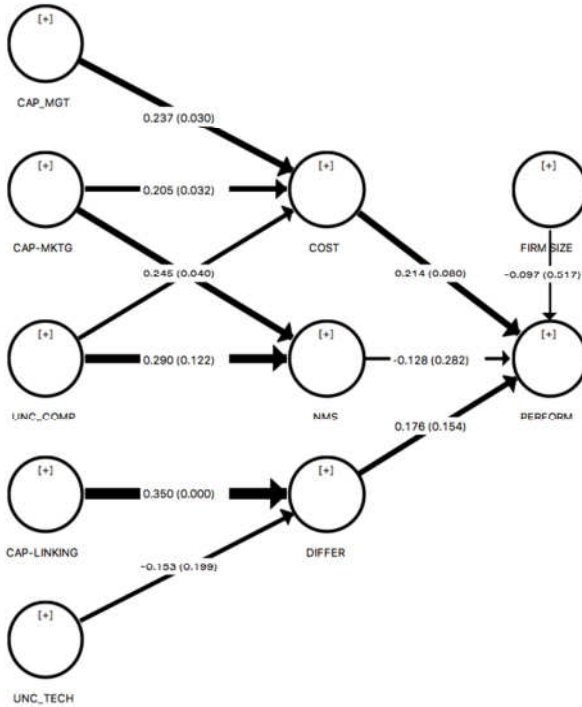 [+]
CAP_MGT
0.237 (0.030)
[+]
[+]
[+]
CAP-MKTG
0.205 (0.032)
COST
FIRM SIZE
0.245 (0.040)
0.214 (0.080)
-0.097 (0.517)
[+]
[+]
[+]
UNC_COMP
0.290 (0.122)
NMS
-0.128 (0.282)
PERFORM
0.176 (0.154)
[+]
[+]
CAP-LINKING
0.350 (0.000)
DIFFER
-0.153 (0.199)
[+]
UNC_TECH